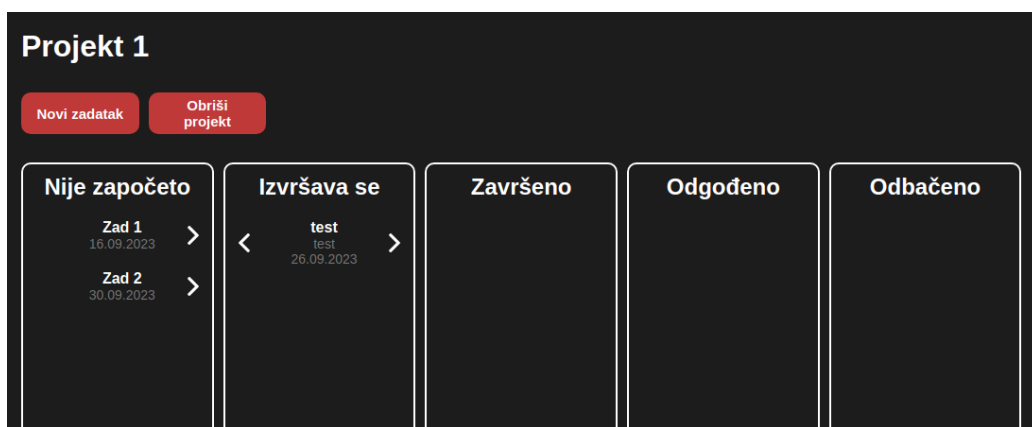 Projekt 1
Novi zadatak
Obriši
projekt
Nije započeto
Zad 1
16.09.2023
Zad 2
30.09.2023
Izvršava se
test
test
26.09.2023
Završeno
Odgođeno
Odbačeno